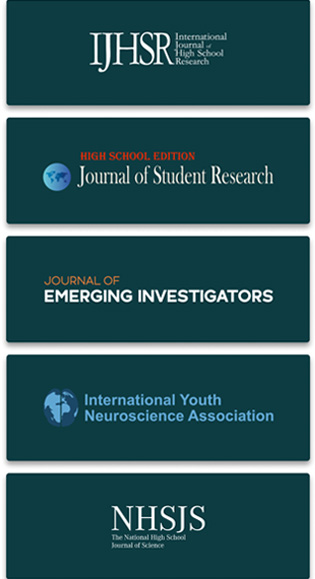 IJHSR
International
Journal of
High School
Research
HIGH SCHOOL EDITION
Journal of Student Research
JOURNAL OF
EMERGING INVESTIGATORS
International Youth
Neuroscience Association
NHSJS
The National High School
Journal of Science